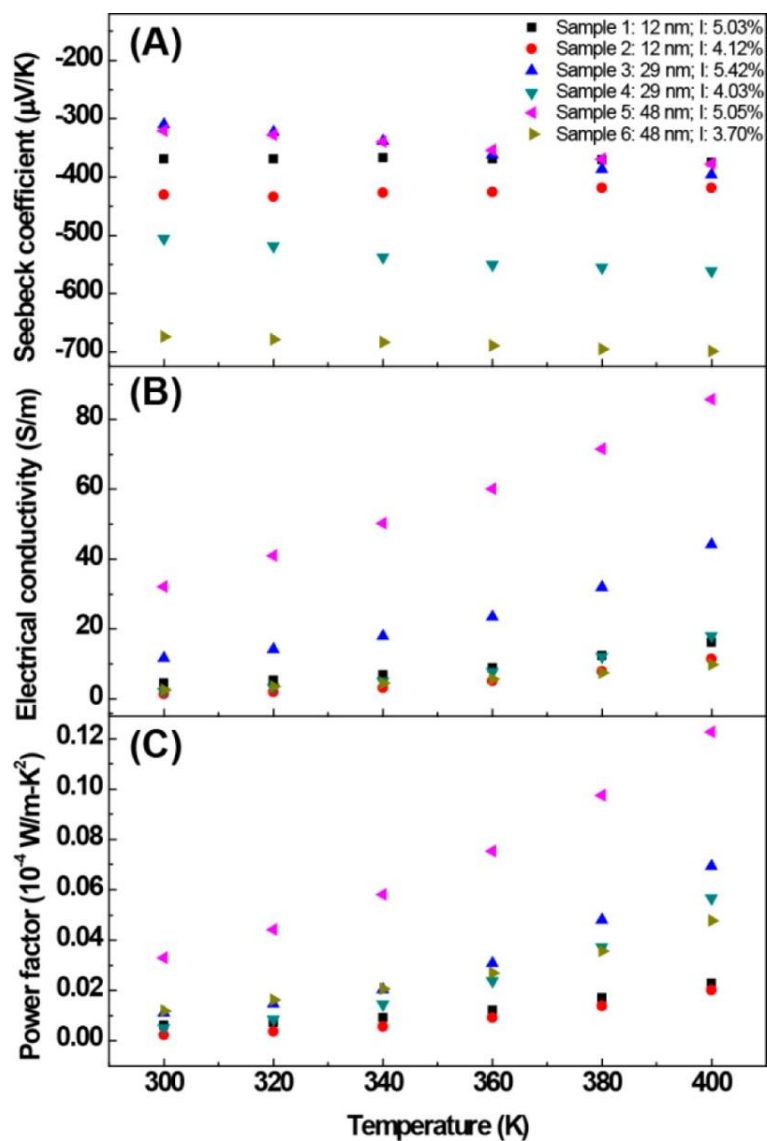 (A)
Sample 1: 12 nm; I: 5.03%
Sample 2: 12 nm; I: 4.12%
Sample 3: 29 nm; I: 5.42%
Sample 4: 29 nm; I: 4.03%
Sample 5: 48 nm; I: 5.05%
Sample 6: 48 nm; I: 3.70%
Seebeck coefficient (μV/K)
-200
-300
-400
-500
-600
-700
(B)
Electrical conductivity (S/m)
80
60
40
20
0
(C)
Power factor (10⁻⁴ W/m-K²)
0.12
0.10
0.08
0.06
0.04
0.02
0.00
300 320 340 360 380 400
Temperature (K)